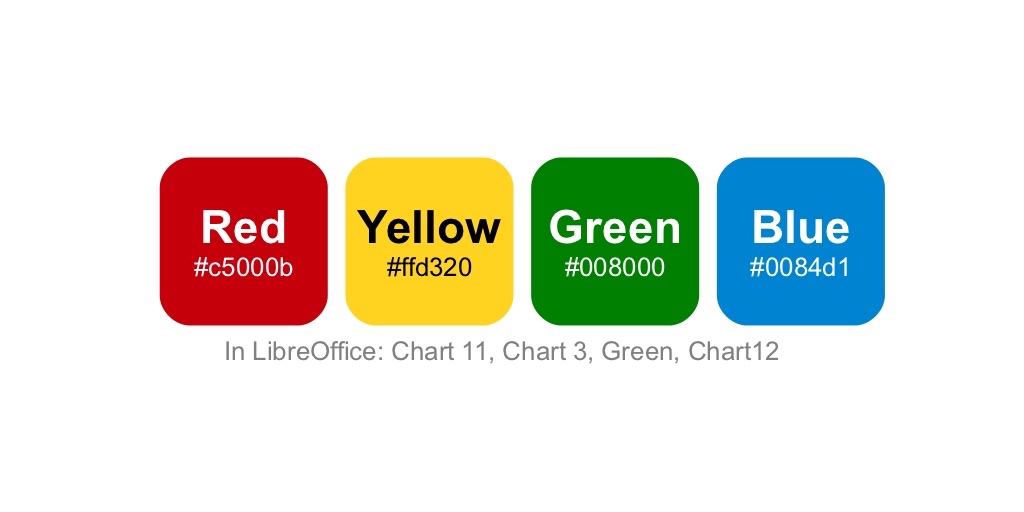 Red
#c5000b
Yellow
#ffd320
Green
#008000
Blue
#0084d1
In LibreOffice: Chart 11, Chart 3, Green, Chart12